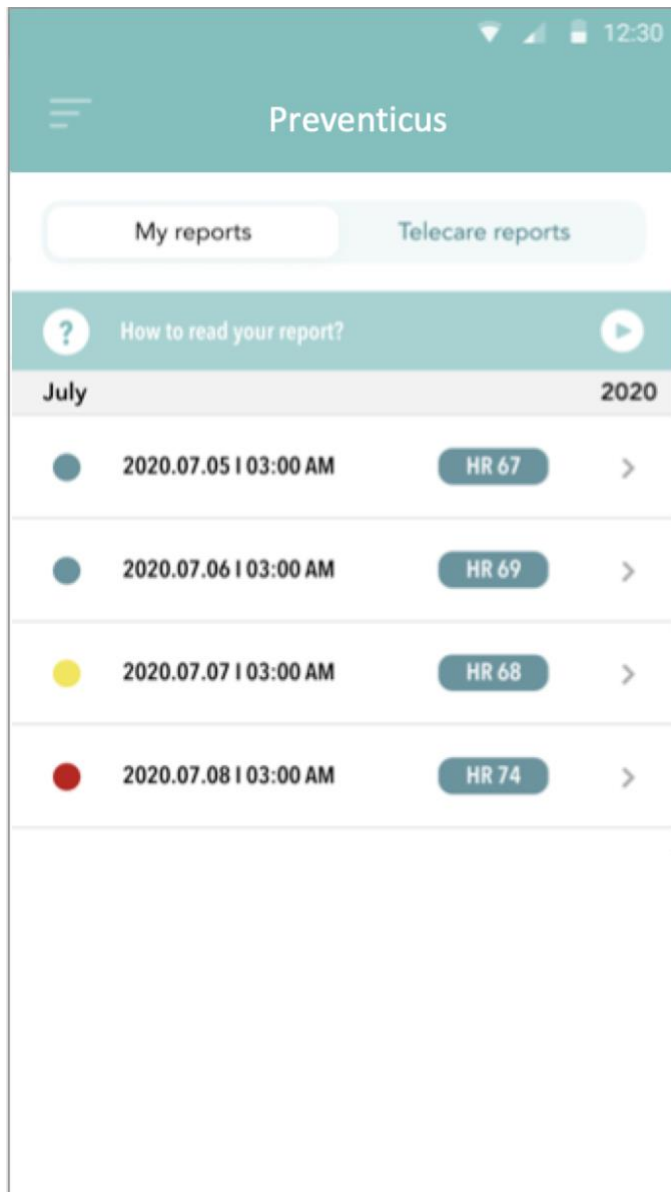 12:30
Preventicus
My reports Telecare reports
? How to read your report?
July 2020
2020.07.05 I 03:00 AM HR 67
2020.07.06 I 03:00 AM HR 69
2020.07.07 I 03:00 AM HR 68
2020.07.08 I 03:00 AM HR 74